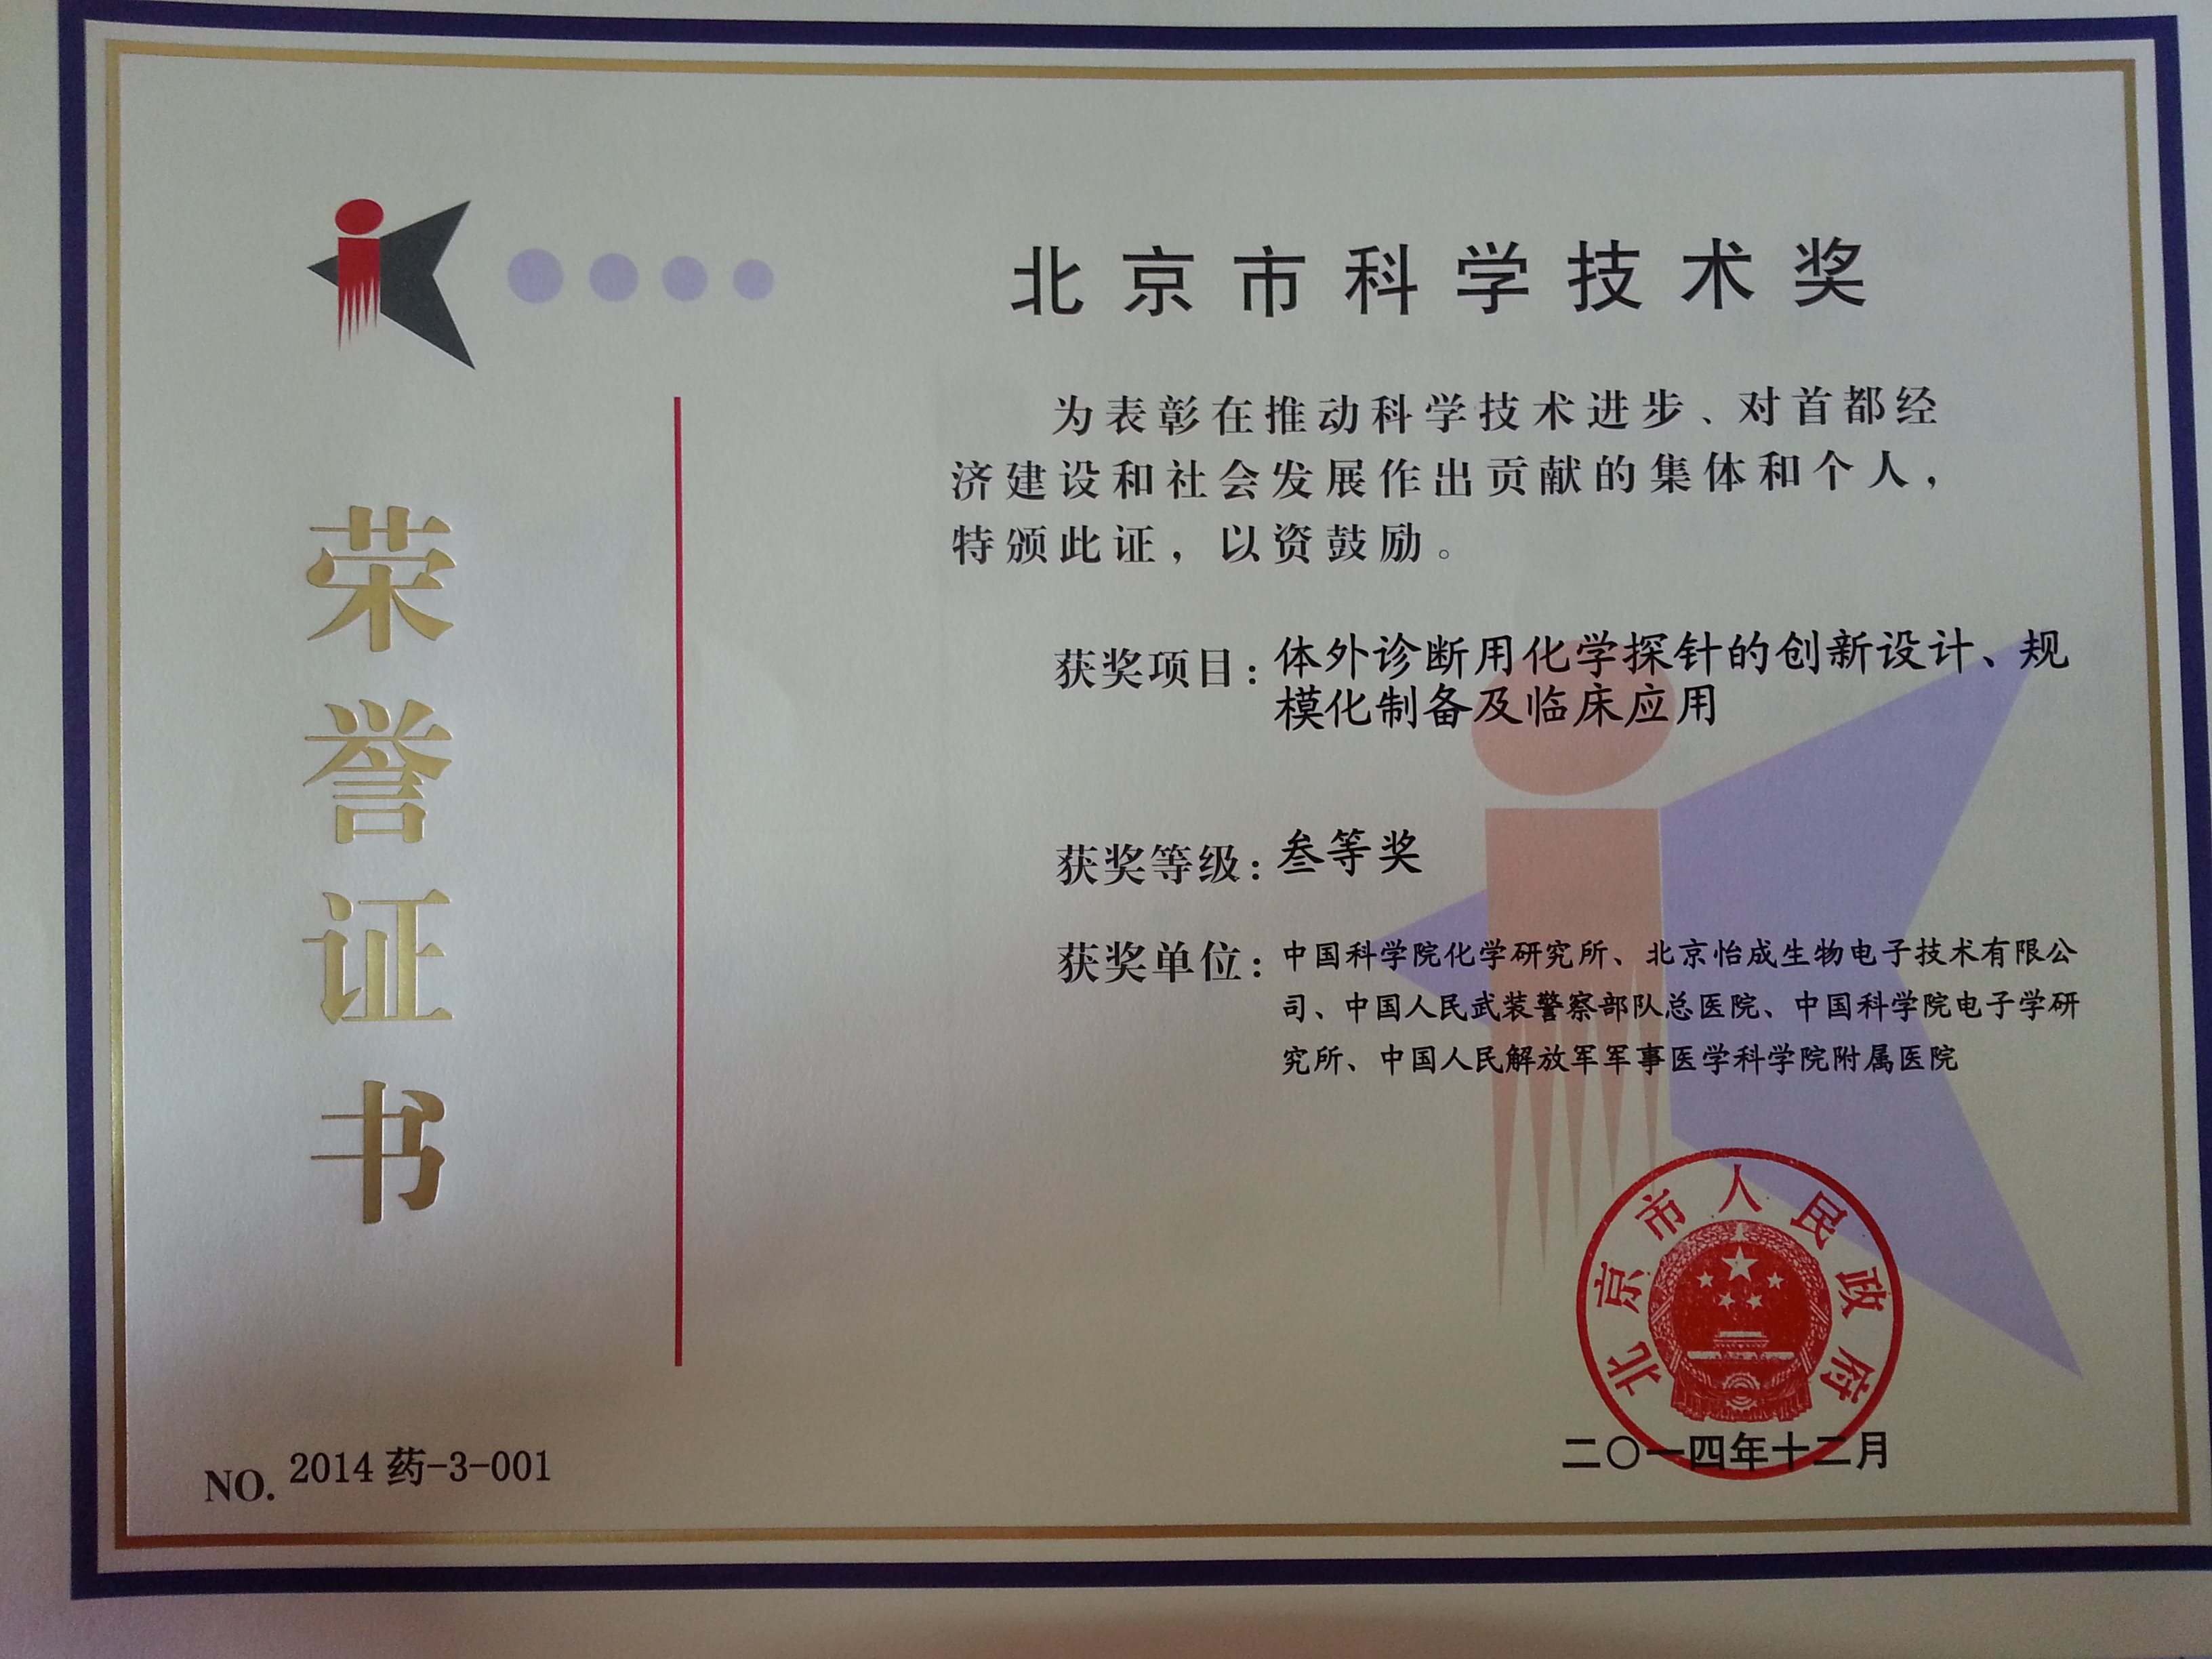 北京市科学技术奖
为表彰在推动科学技术进步、对首都经
济建设和社会发展作出贡献的集体和个人，
特颁此证，以资鼓励。
获奖项目：体外诊断用化学探针的创新设计、规
模化制备及临床应用
获奖等级：叁等奖
获奖单位：中国科学院化学研究所、北京怡成生物电子技术有限公
司、中国人民武装警察部队总医院、中国科学院电子学研
究所、中国人民解放军军事医学科学院附属医院
北京市人民政府
二〇一四年十二月
荣誉证书
NO. 2014 药-3-001